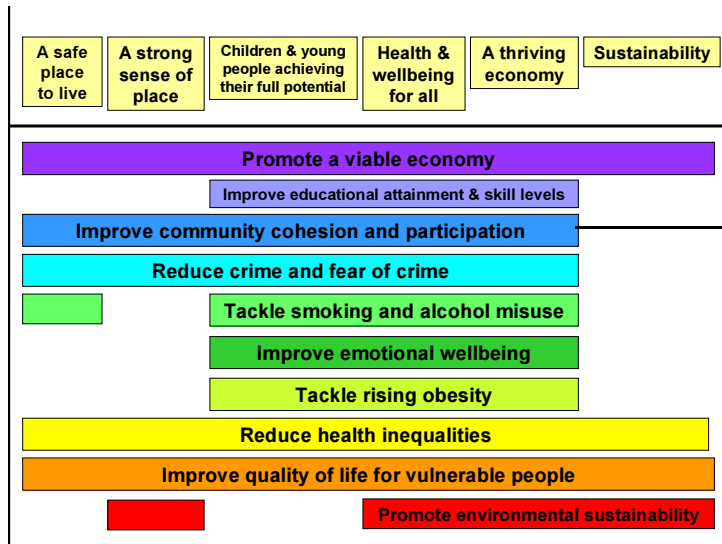 A safe
place
to live
A strong
sense of
place
Children & young
people achieving
their full potential
Health &
wellbeing
for all
A thriving
economy
Sustainability
Promote a viable economy
Improve educational attainment & skill levels
Improve community cohesion and participation
Reduce crime and fear of crime
Tackle smoking and alcohol misuse
Improve emotional wellbeing
Tackle rising obesity
Reduce health inequalities
Improve quality of life for vulnerable people
Promote environmental sustainability